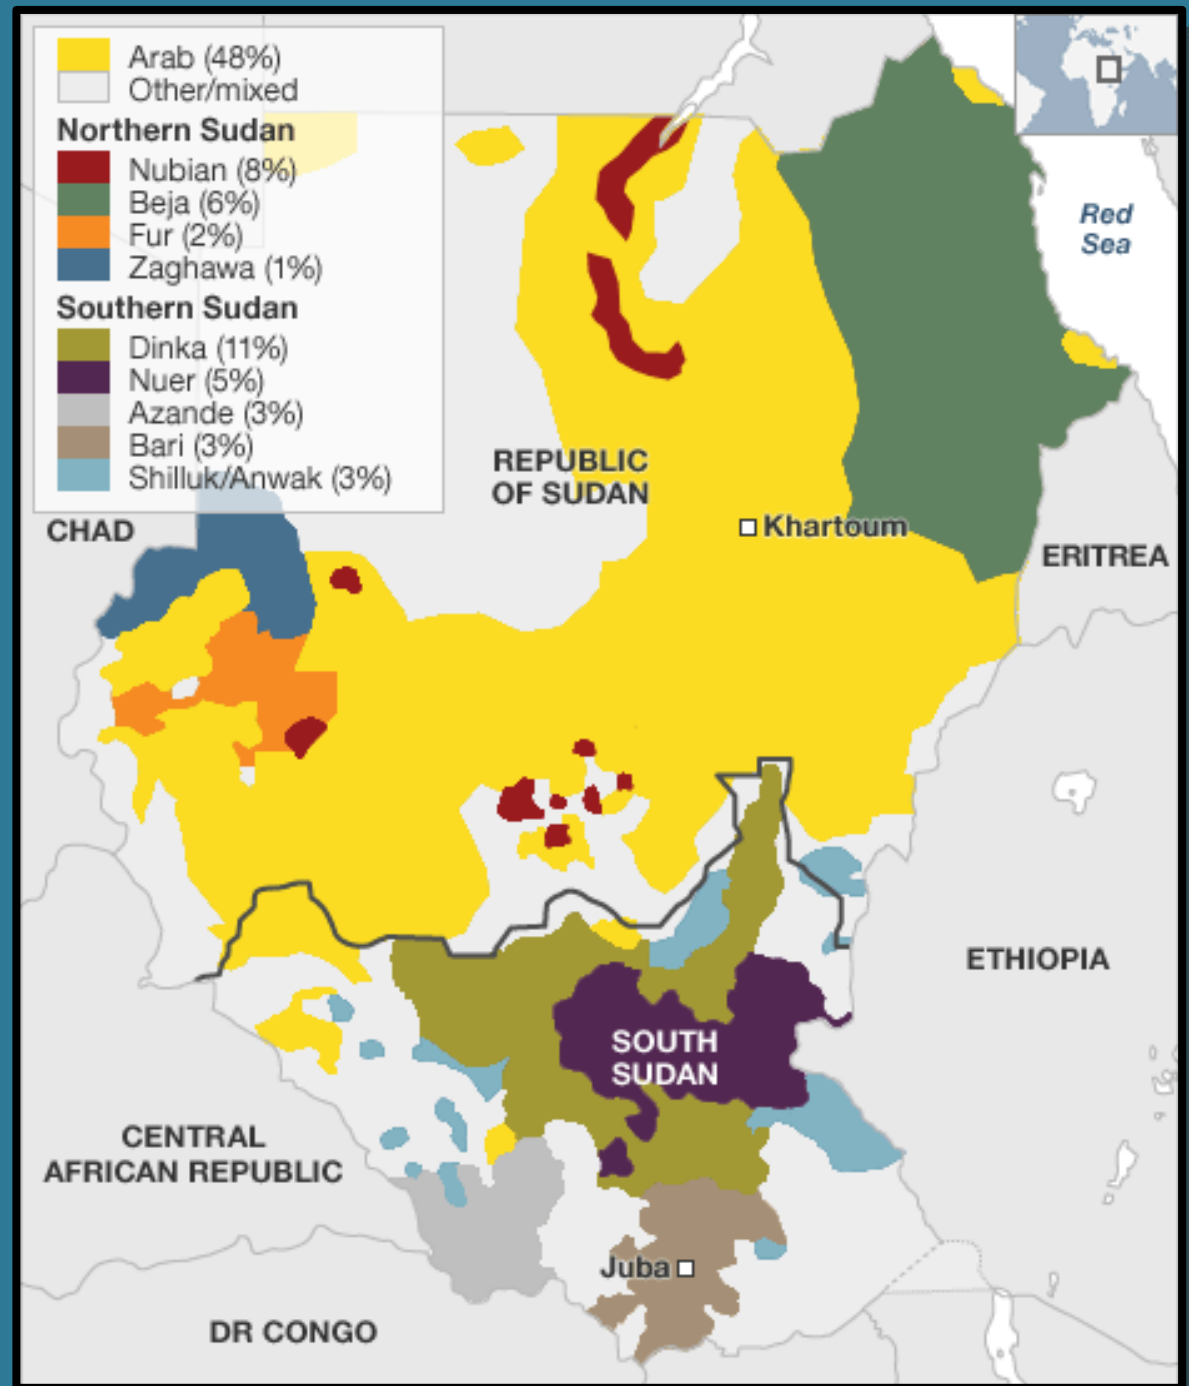 Arab (48%)
Other/mixed
Northern Sudan
Nubian (8%)
Beja (6%)
Fur (2%)
Zaghawa (1%)
Southern Sudan
Dinka (11%)
Nuer (5%)
Azande (3%)
Bari (3%)
Shilluk/Anwak (3%)
Red
Sea
REPUBLIC
OF SUDAN
Khartoum
CHAD
ERITREA
ETHIOPIA
SOUTH
SUDAN
CENTRAL
AFRICAN REPUBLIC
Juba
DR CONGO